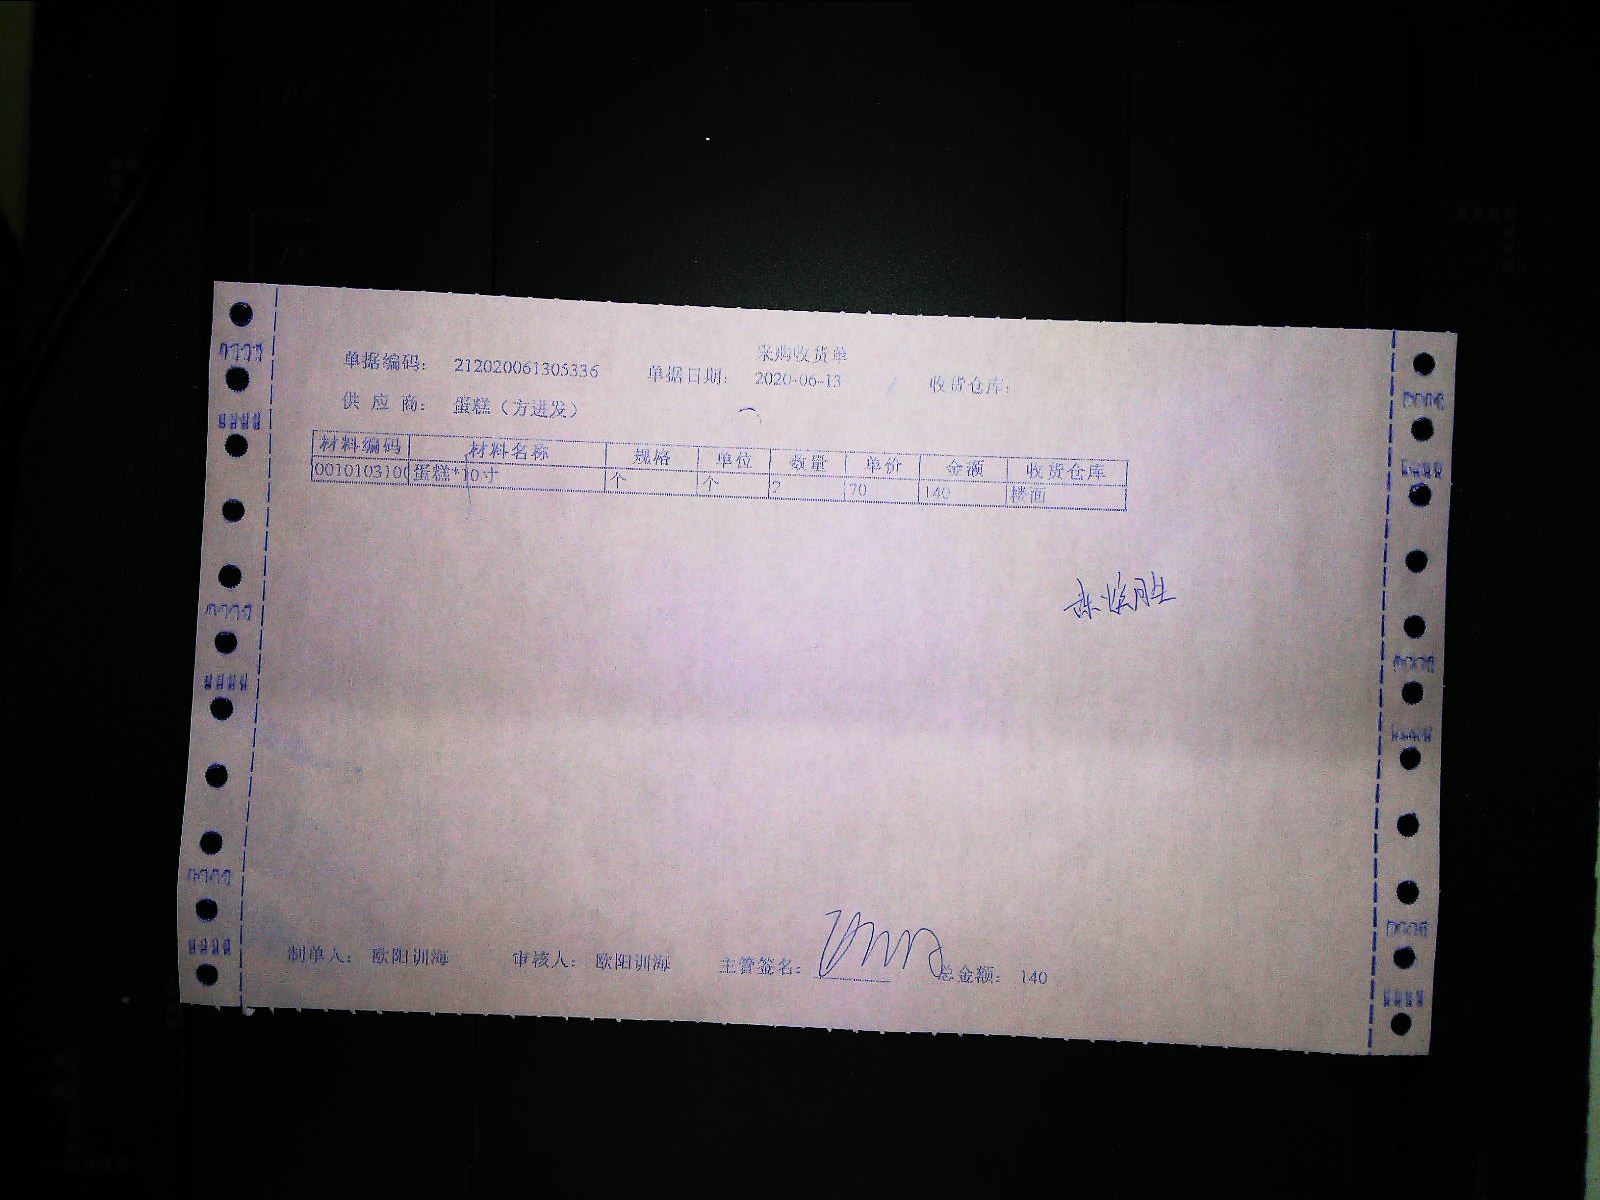 采购收货单
单据编码: 212020061305336 单据日期: 2020-06-13 收货仓库:
供 应 商: 蛋糕（方进发）
材料编码 材料名称 规格 单位 数量 单价 金额 收货仓库
0010103100 蛋糕*10寸 个 个 2 70 140 楼面
制单人: 欧阳训海 审核人: 欧阳训海 主管签名: 总金额: 140